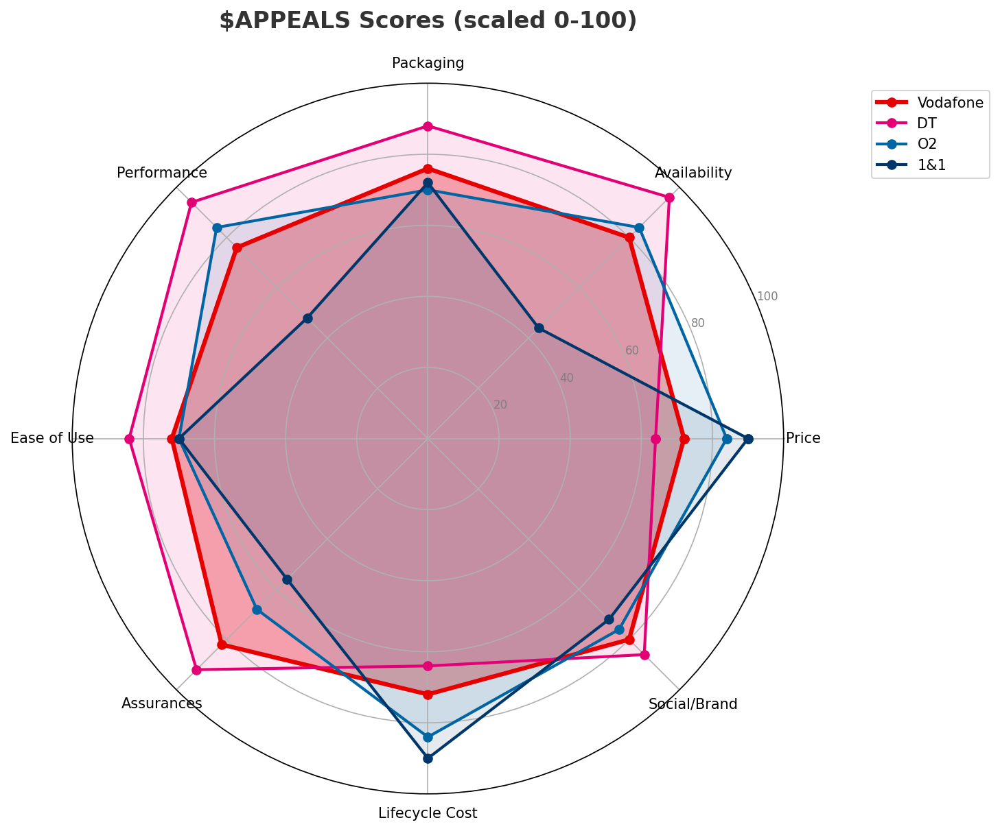 $APPEALS Scores (scaled 0-100)
Packaging
Vodafone
DT
O2
1&1
Performance
Availability
100
80
60
40
20
Ease of Use
Price
Assurances
Social/Brand
Lifecycle Cost